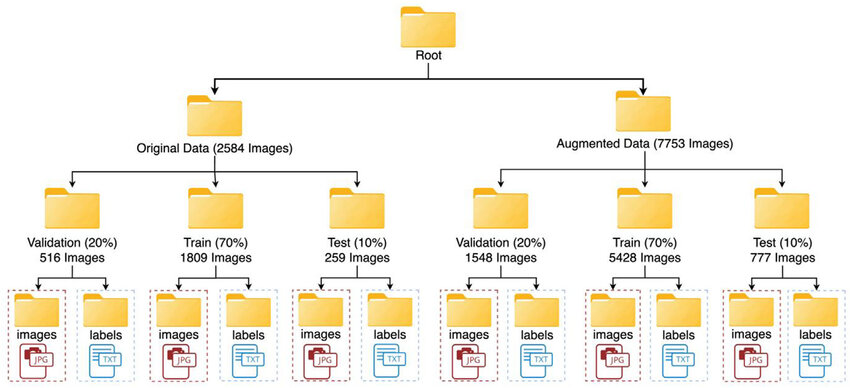 Root
Original Data (2584 Images)
Augmented Data (7753 Images)
Validation (20%)
516 Images
Train (70%)
1809 Images
Test (10%)
259 Images
Validation (20%)
1548 Images
Train (70%)
5428 Images
Test (10%)
777 Images
images
labels
images
labels
images
labels
images
labels
images
labels
images
labels
JPG
TXT
JPG
TXT
JPG
TXT
JPG
TXT
JPG
TXT
JPG
TXT